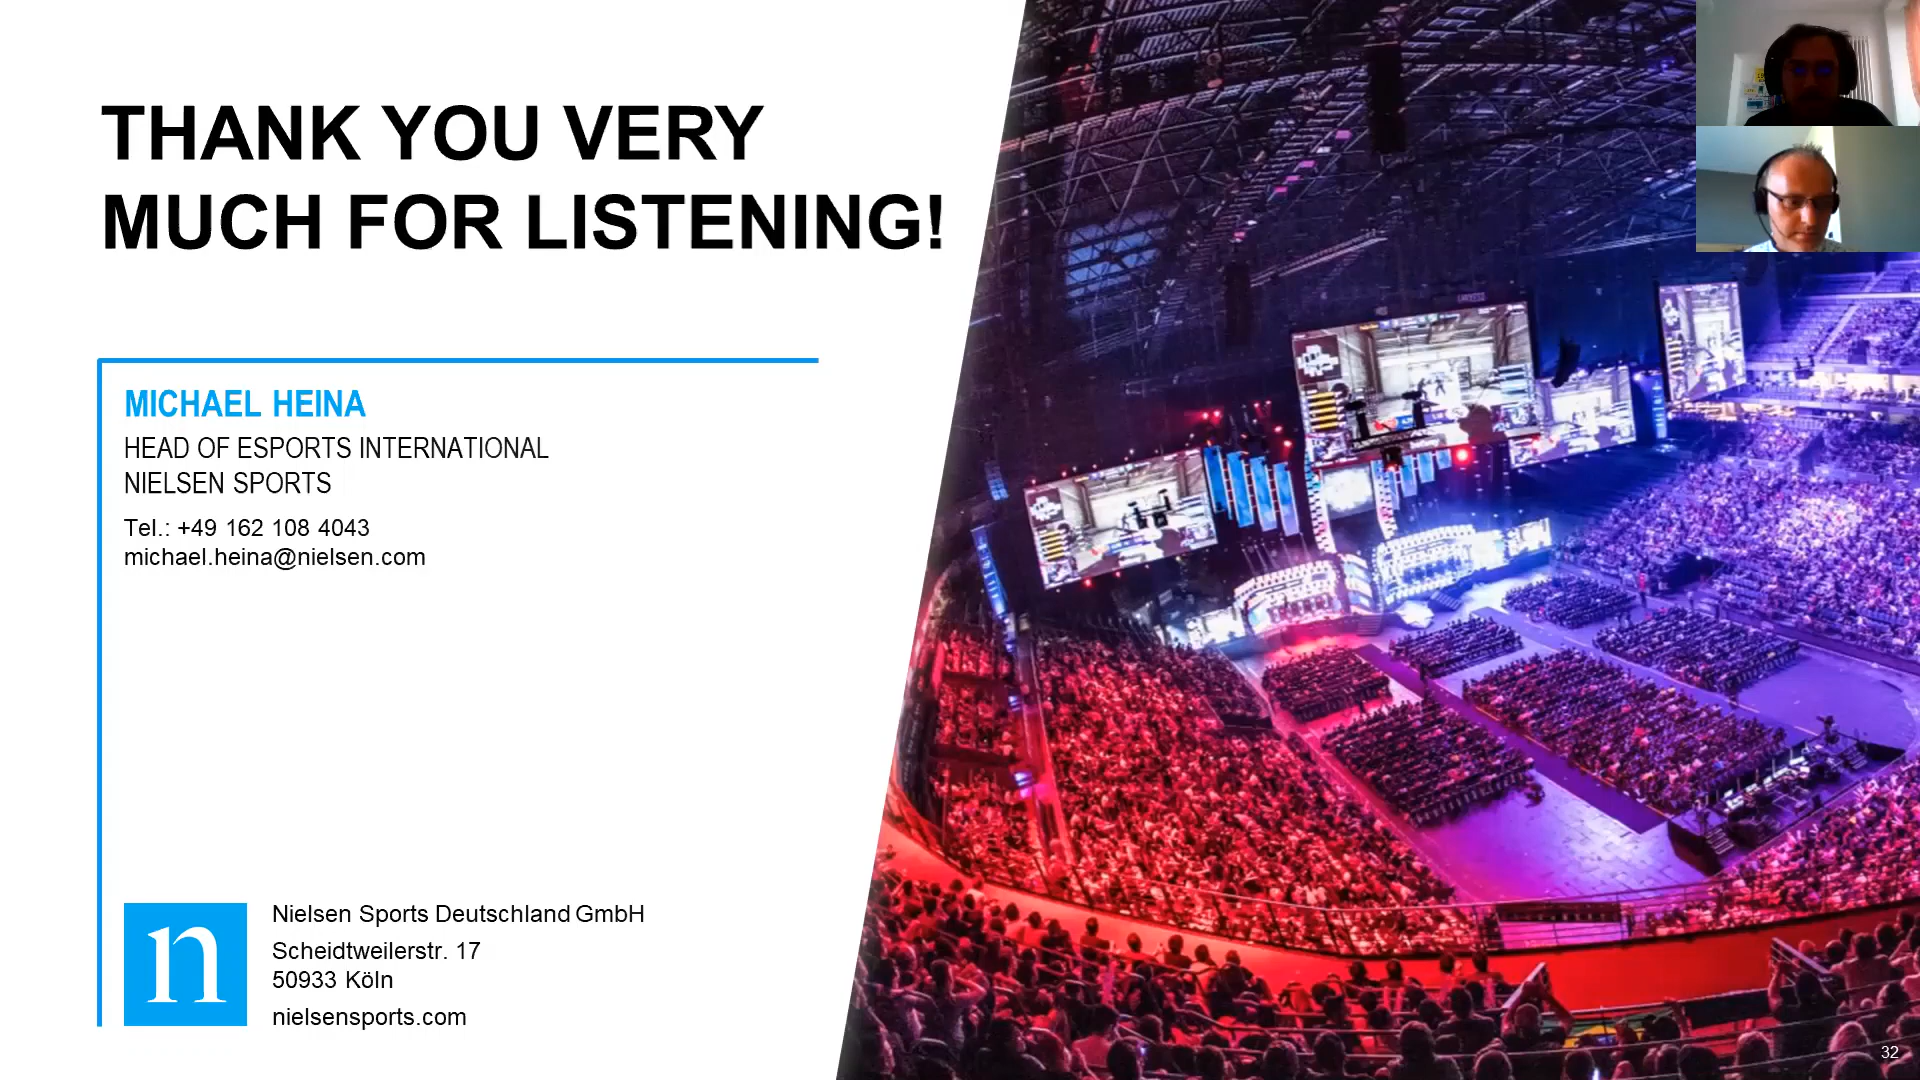 THANK YOU VERY
MUCH FOR LISTENING!
MICHAEL HEINA
HEAD OF ESPORTS INTERNATIONAL
NIELSEN SPORTS
Tel.: +49 162 108 4043
michael.heina@nielsen.com
n
Nielsen Sports Deutschland GmbH
Scheidtweilerstr. 17
50933 Köln
nielsensports.com
32